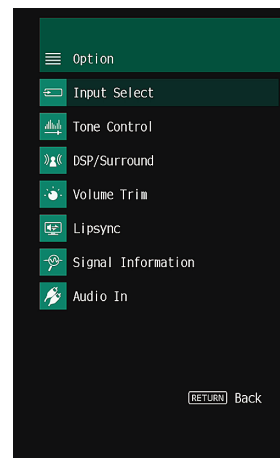 Option
Input Select
Tone Control
DSP/Surround
Volume Trim
Lipsync
Signal Information
Audio In
RETURN Back